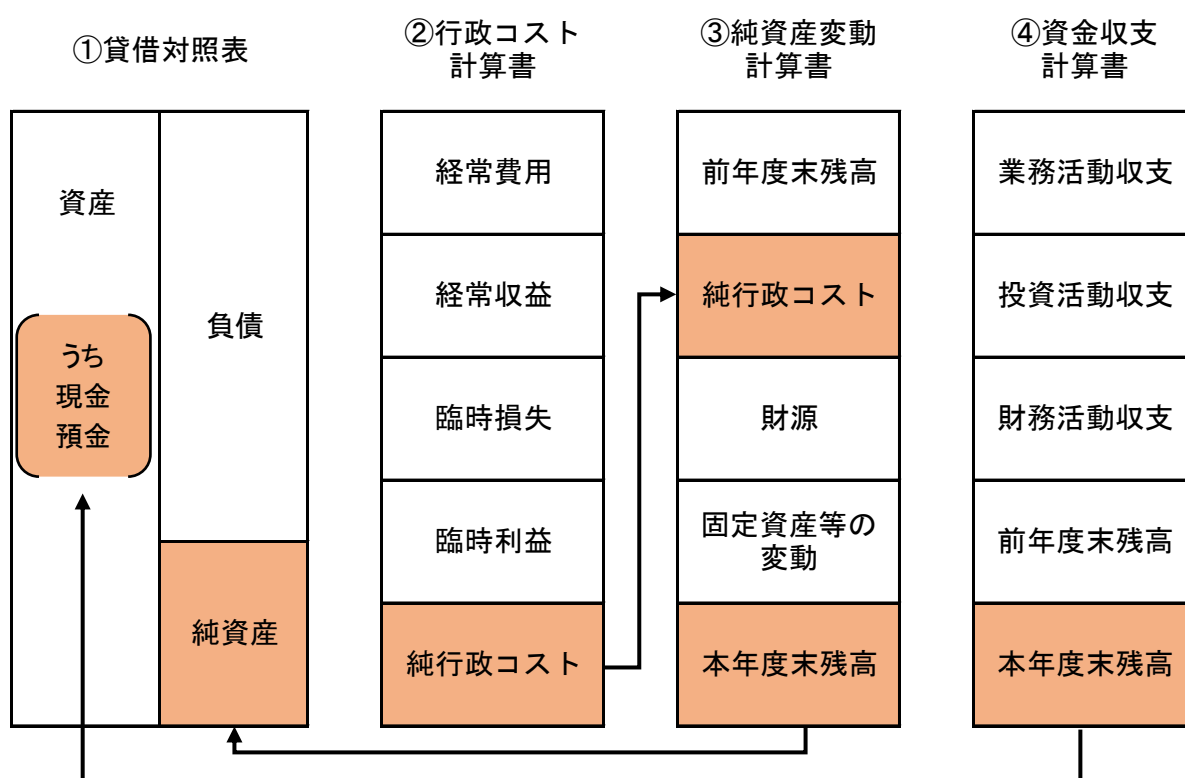 ①貸借対照表
資産
うち
現金
預金
負債
純資産
②行政コスト
計算書
経常費用
経常収益
臨時損失
臨時利益
純行政コスト
③純資産変動
計算書
前年度末残高
純行政コスト
財源
固定資産等の
変動
本年度末残高
④資金収支
計算書
業務活動収支
投資活動収支
財務活動収支
前年度末残高
本年度末残高